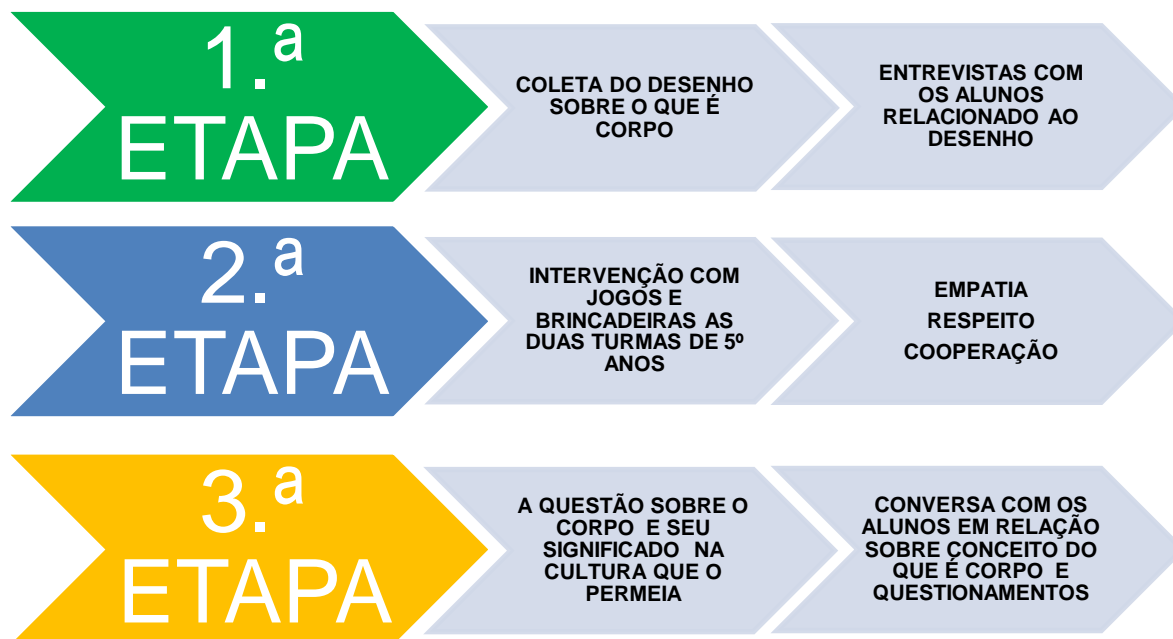 1.ª
ETAPA
COLETA DO DESENHO
SOBRE O QUE É
CORPO
ENTREVISTAS COM
OS ALUNOS
RELACIONADO AO
DESENHO
2.ª
ETAPA
INTERVENÇÃO COM
JOGOS E
BRINCADEIRAS AS
DUAS TURMAS DE 5º
ANOS
EMPATIA
RESPEITO
COOPERAÇÃO
3.ª
ETAPA
A QUESTÃO SOBRE O
CORPO E SEU
SIGNIFICADO NA
CULTURA QUE O
PERMEIA
CONVERSA COM OS
ALUNOS EM RELAÇÃO
SOBRE CONCEITO DO
QUE É CORPO E
QUESTIONAMENTOS